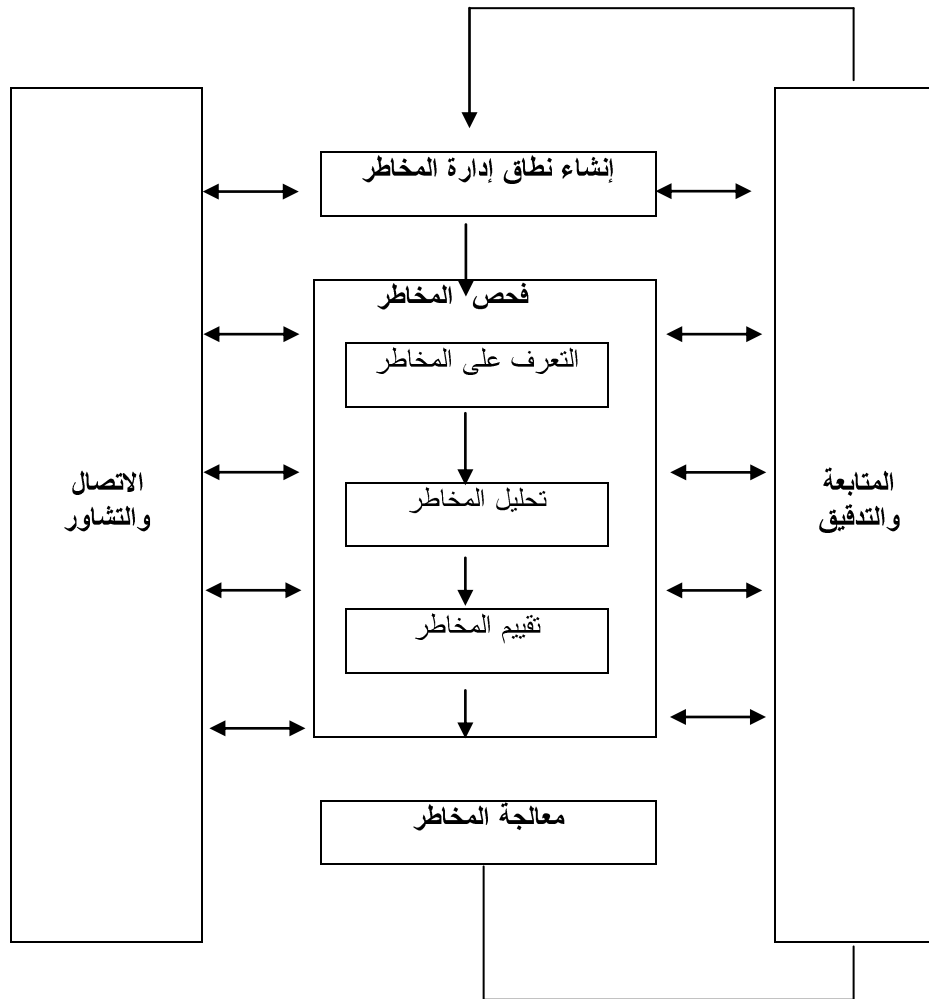 إنشاء نطاق إدارة المخاطر
فحص المخاطر
التعرف على المخاطر
تحليل المخاطر
تقييم المخاطر
معالجة المخاطر
المتابعة
والتدقيق
الاتصال
والتشاور